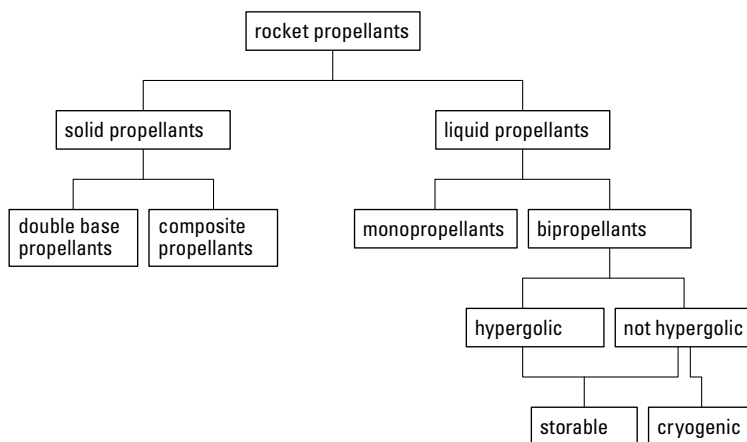 rocket propellants
solid propellants
liquid propellants
double base
propellants
composite
propellants
monopropellants
bipropellants
hypergolic
not hypergolic
storable
cryogenic